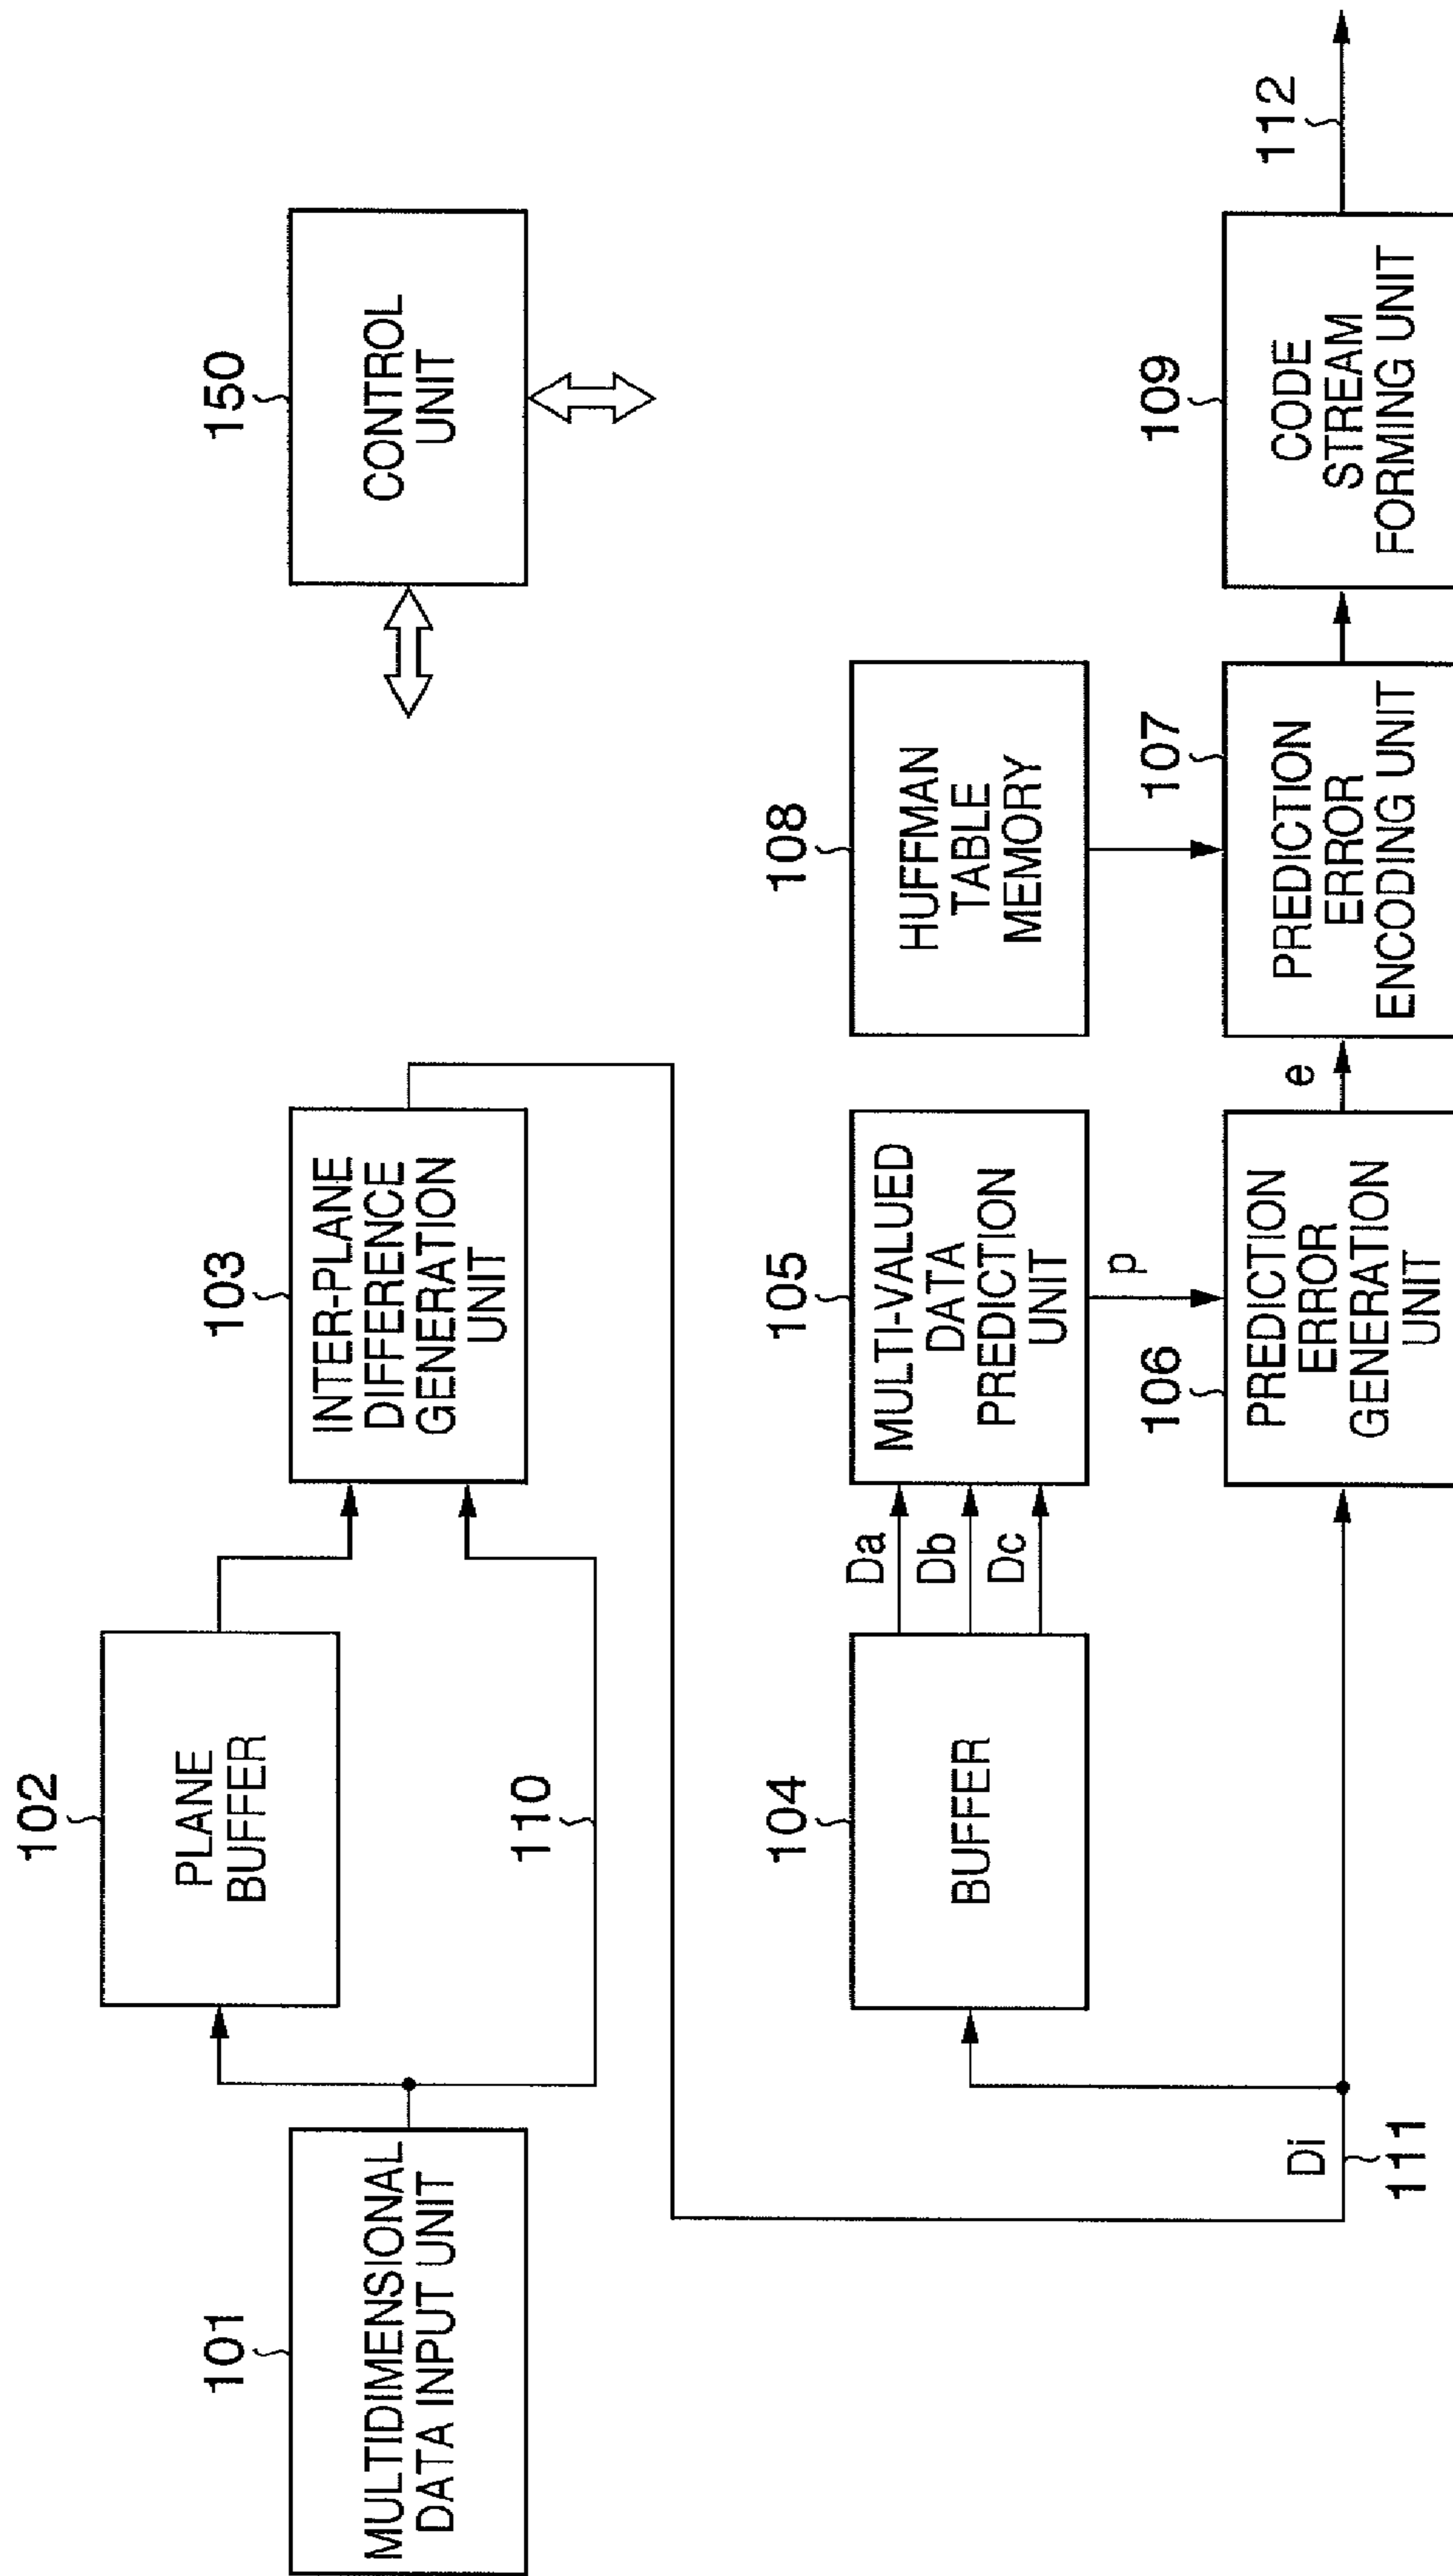 101
MULTIDIMENSIONAL
DATA INPUT UNIT
102
PLANE
BUFFER
110
103
INTER-PLANE
DIFFERENCE
GENERATION
UNIT
150
CONTROL
UNIT
Di
111
104
BUFFER
Da
Db
Dc
105
MULTI-VALUED
DATA
PREDICTION
UNIT
p
106
PREDICTION
ERROR
GENERATION
UNIT
e
108
HUFFMAN
TABLE
MEMORY
107
PREDICTION
ERROR
ENCODING UNIT
109
CODE
STREAM
FORMING UNIT
112